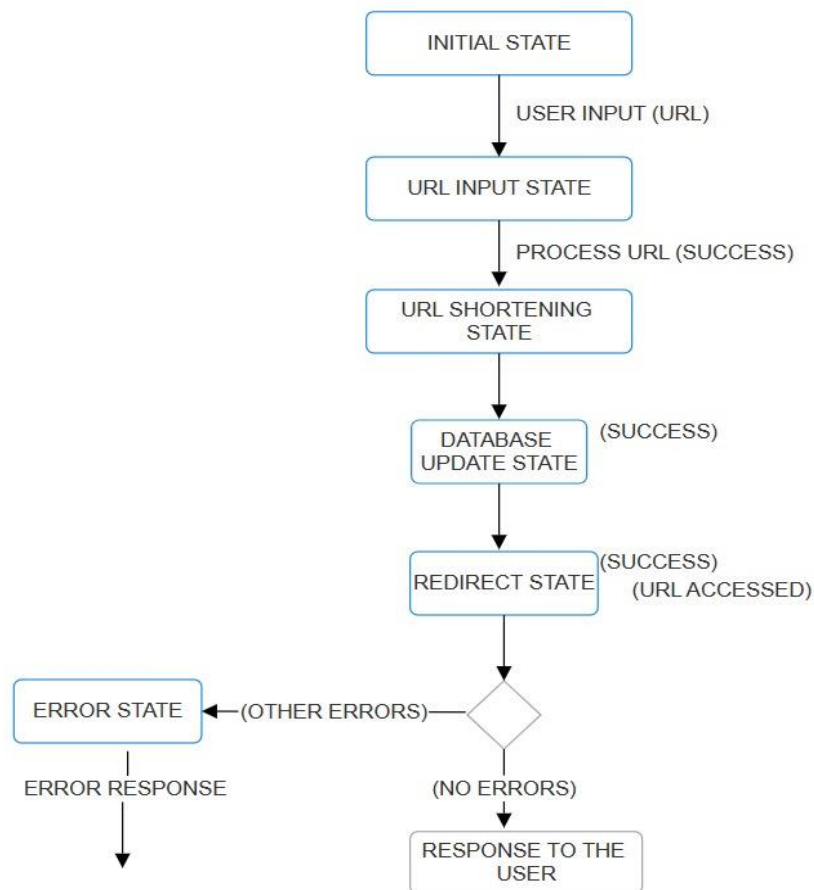 INITIAL STATE
USER INPUT (URL)
URL INPUT STATE
PROCESS URL (SUCCESS)
URL SHORTENING
STATE
DATABASE
UPDATE STATE
(SUCCESS)
REDIRECT STATE
(SUCCESS)
(URL ACCESSED)
ERROR STATE
(OTHER ERRORS)
ERROR RESPONSE
(NO ERRORS)
RESPONSE TO THE
USER